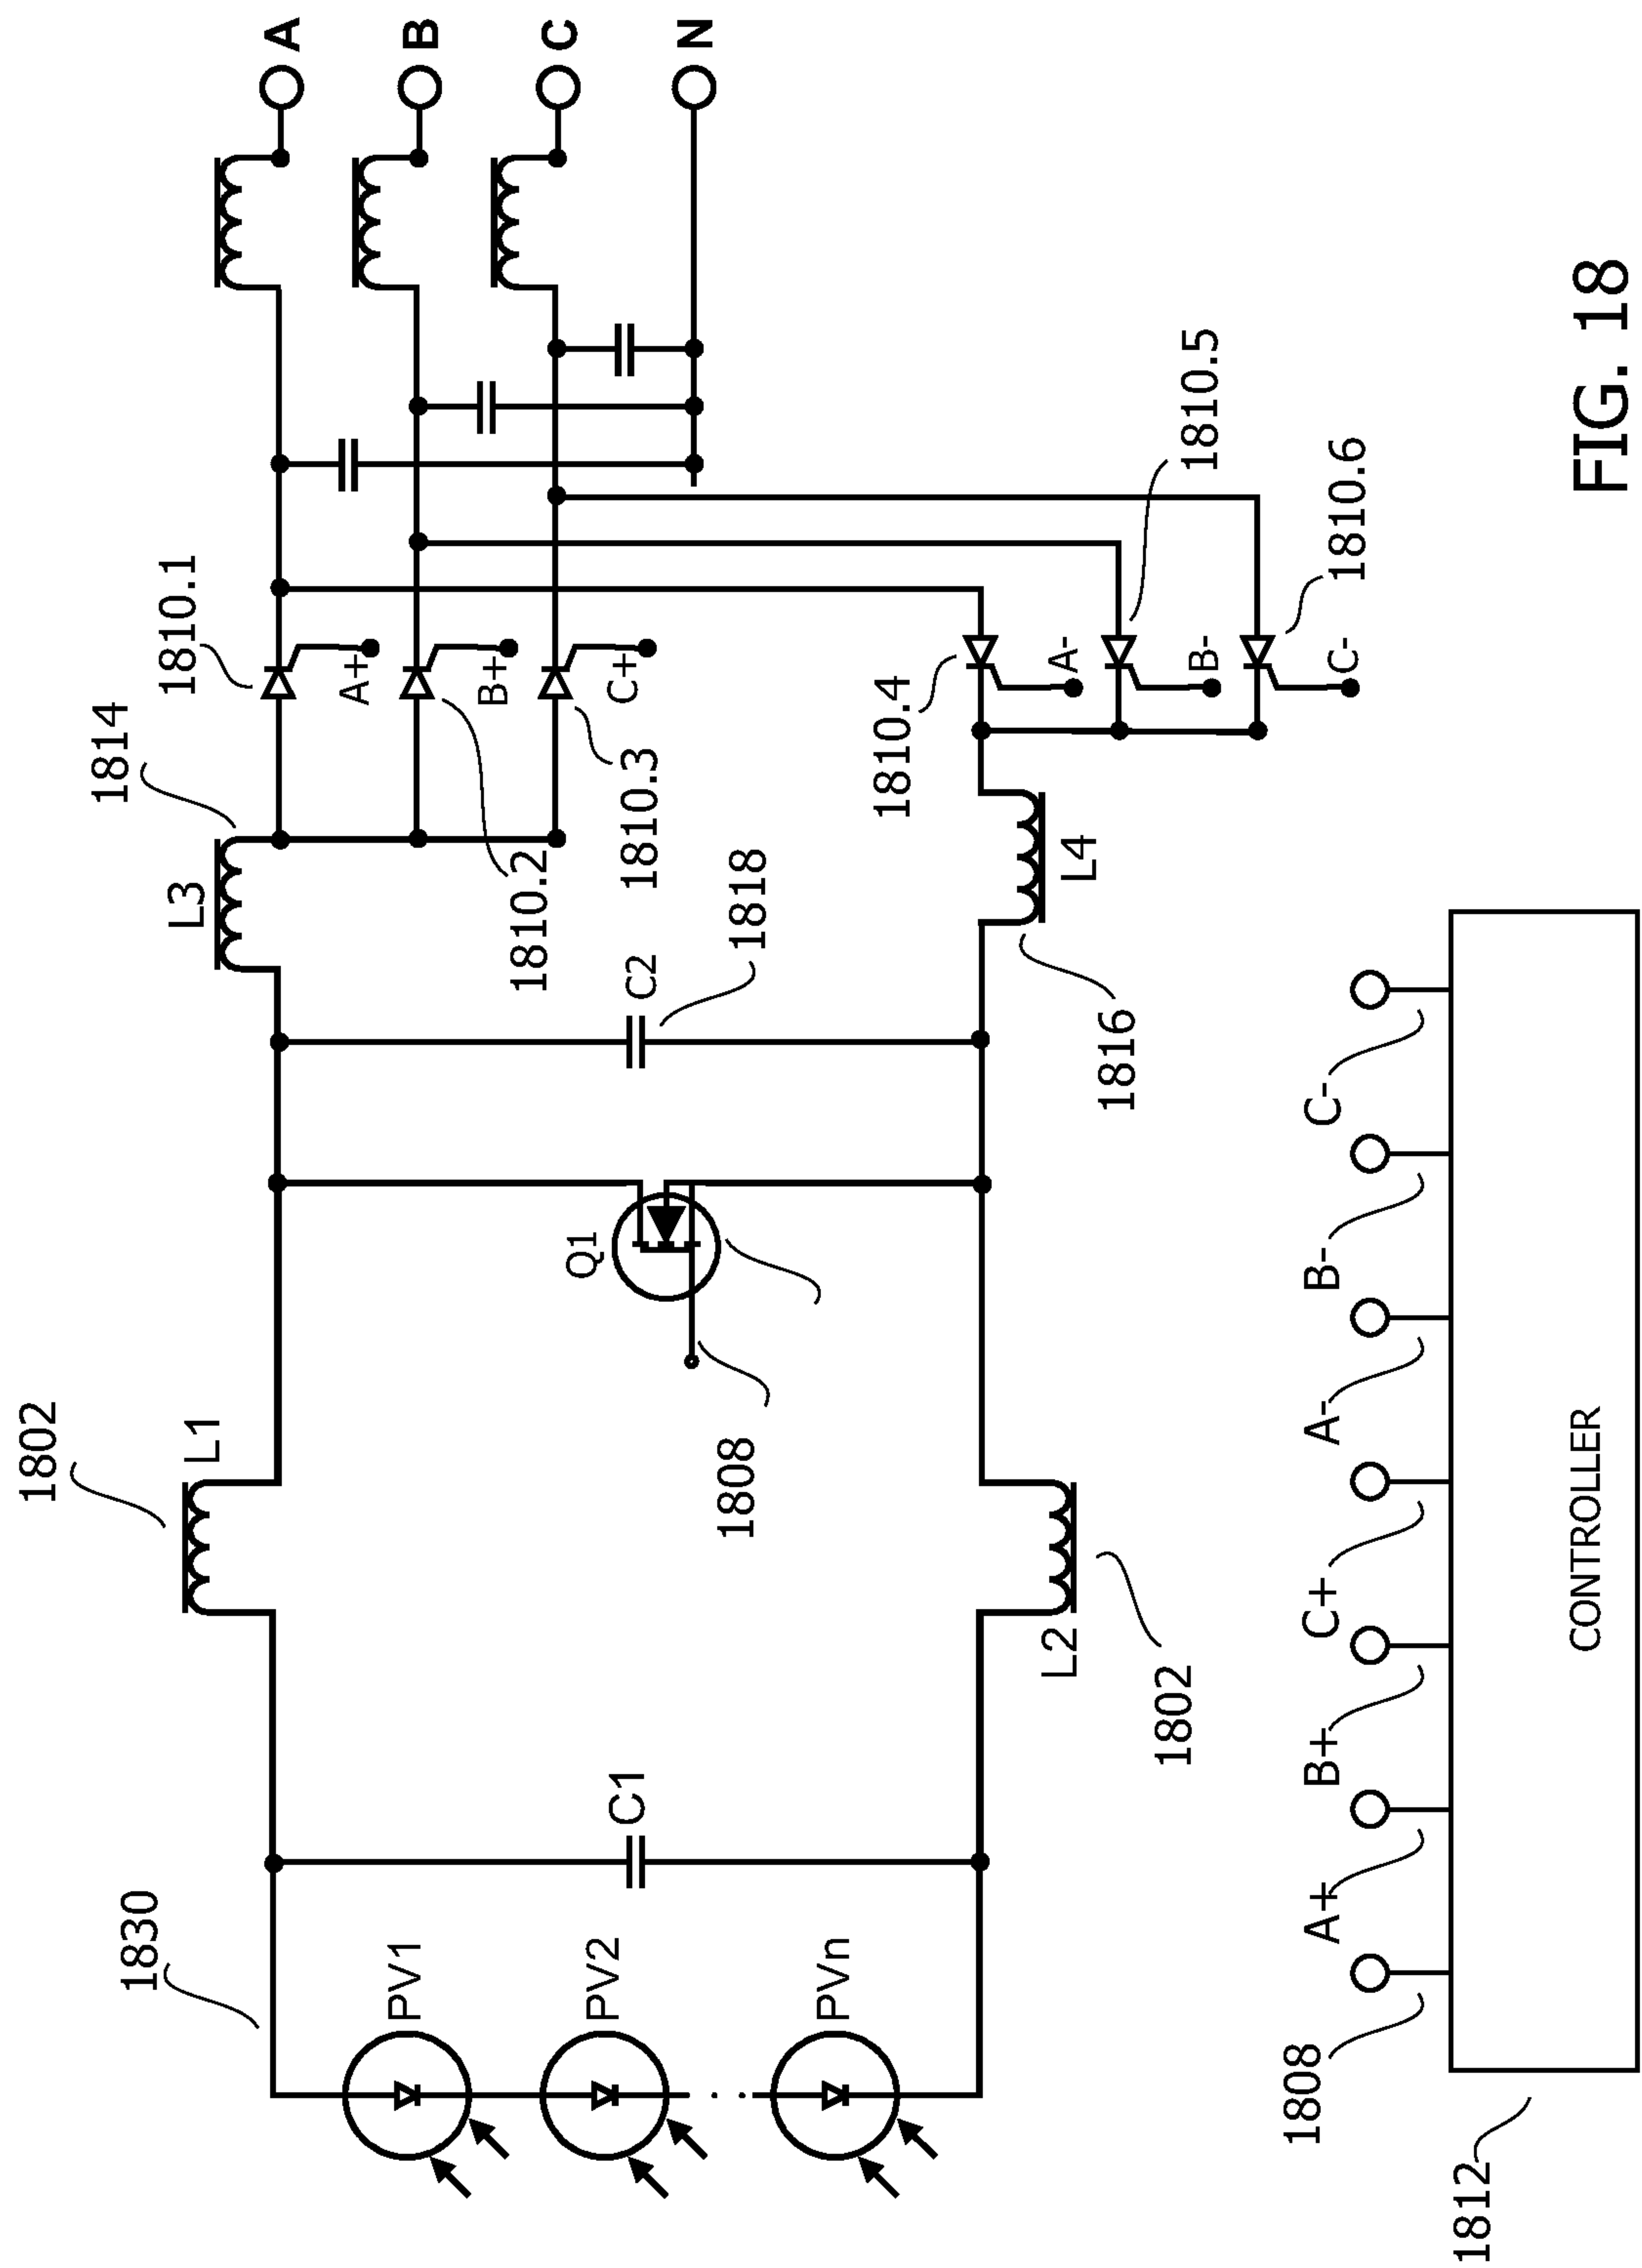 1830
PV1
PV2
PVn
C1
1802
L1
L2
1802
Q1
1808
C2
1818
L3
1814
L4
1816
1810.1
1810.2
1810.3
A+
B+
C+
1810.4
1810.5
1810.6
A-
B-
C-
A
B
C
N
1808
A+
B+
C+
A-
B-
C-
CONTROLLER
1812
FIG. 18